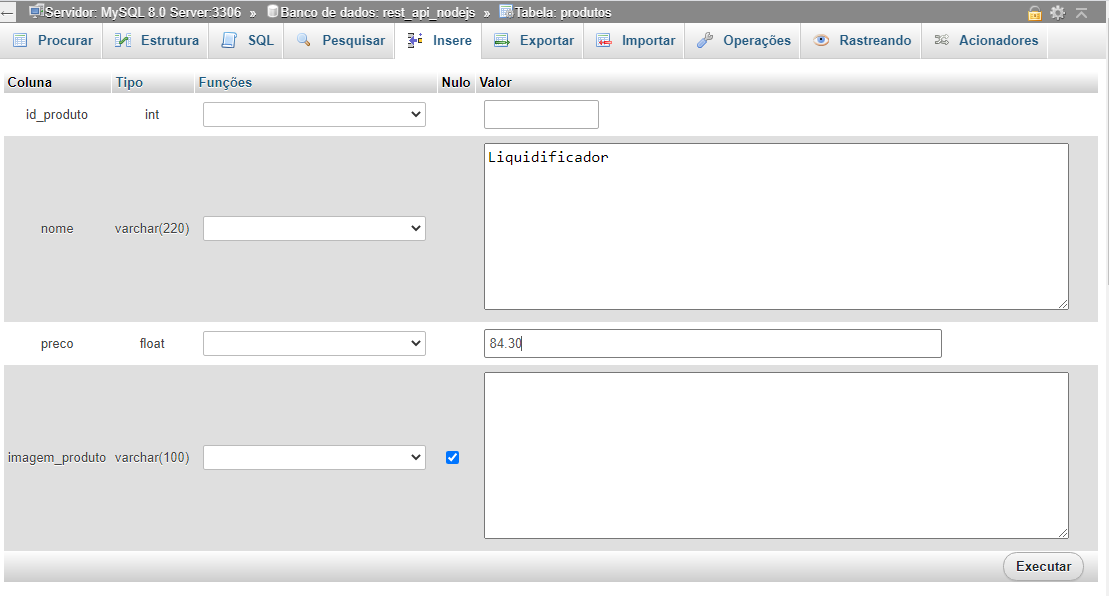 Servidor: MySQL 8.0 Server:3306 » Banco de dados: rest_api_nodejs » Tabela: produtos
Procurar Estrutura SQL Pesquisar Insere Exportar Importar Operações Rastreando Acionadores
Coluna Tipo Funções Nulo Valor
id_produto int
nome varchar(220) Liquidificador
preco float 84.30
imagem_produto varchar(100)
Executar